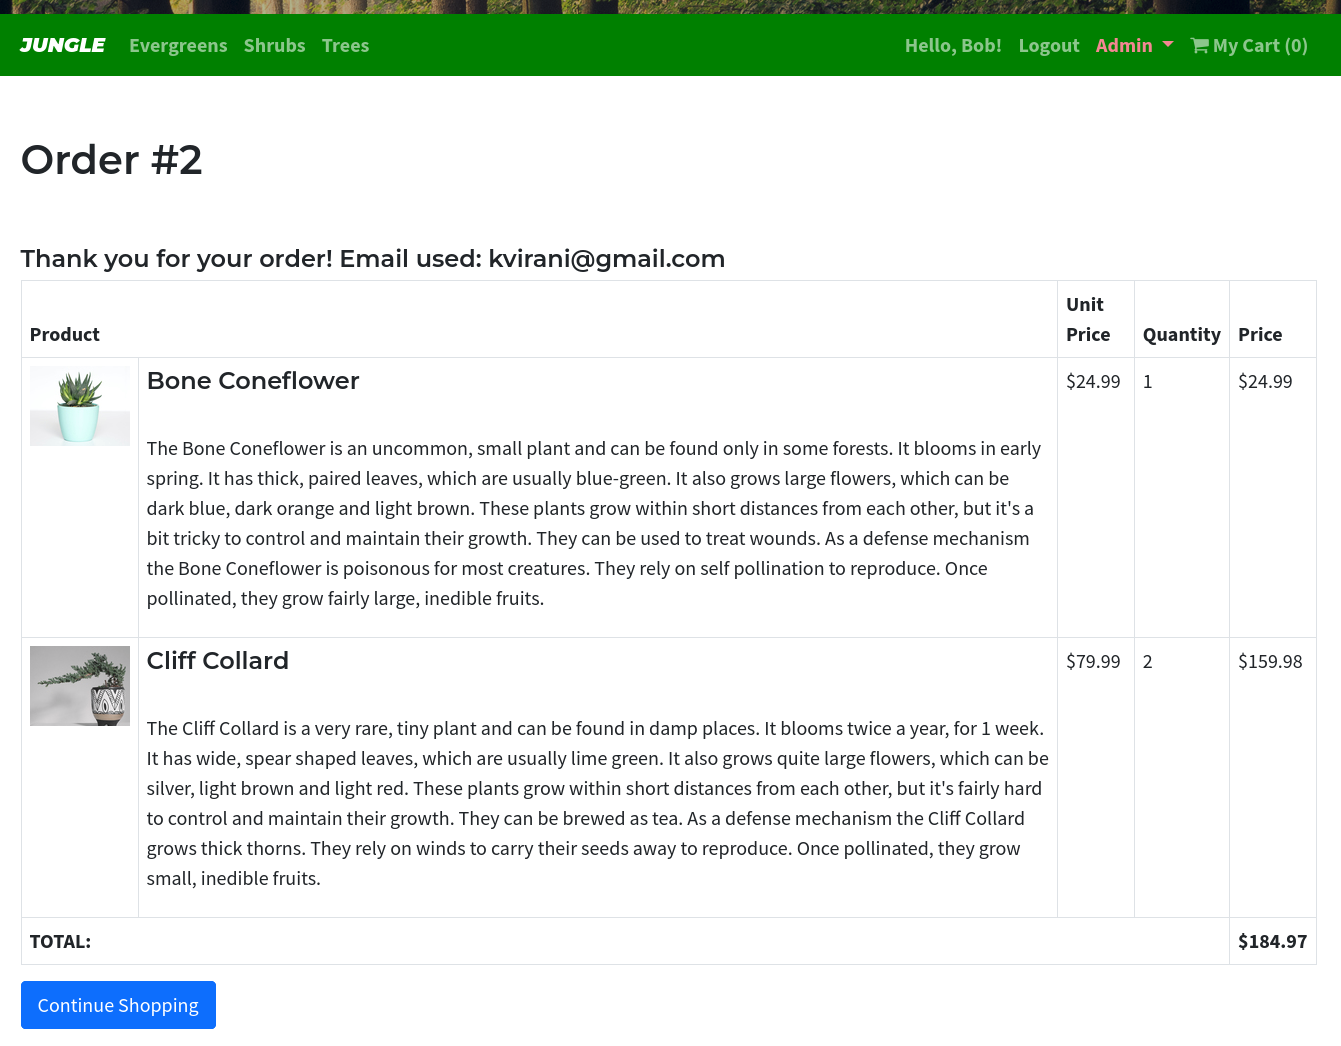 JUNGLE Evergreens Shrubs Trees Hello, Bob! Logout Admin My Cart (0)
Order #2
Thank you for your order! Email used: kvirani@gmail.com
Product Unit Price Quantity Price
Bone Coneflower $24.99 1 $24.99
The Bone Coneflower is an uncommon, small plant and can be found only in some forests. It blooms in early
spring. It has thick, paired leaves, which are usually blue-green. It also grows large flowers, which can be
dark blue, dark orange and light brown. These plants grow within short distances from each other, but it's a
bit tricky to control and maintain their growth. They can be used to treat wounds. As a defense mechanism
the Bone Coneflower is poisonous for most creatures. They rely on self pollination to reproduce. Once
pollinated, they grow fairly large, inedible fruits.
Cliff Collard $79.99 2 $159.98
The Cliff Collard is a very rare, tiny plant and can be found in damp places. It blooms twice a year, for 1 week.
It has wide, spear shaped leaves, which are usually lime green. It also grows quite large flowers, which can be
silver, light brown and light red. These plants grow within short distances from each other, but it's fairly hard
to control and maintain their growth. They can be brewed as tea. As a defense mechanism the Cliff Collard
grows thick thorns. They rely on winds to carry their seeds away to reproduce. Once pollinated, they grow
small, inedible fruits.
TOTAL: $184.97
Continue Shopping